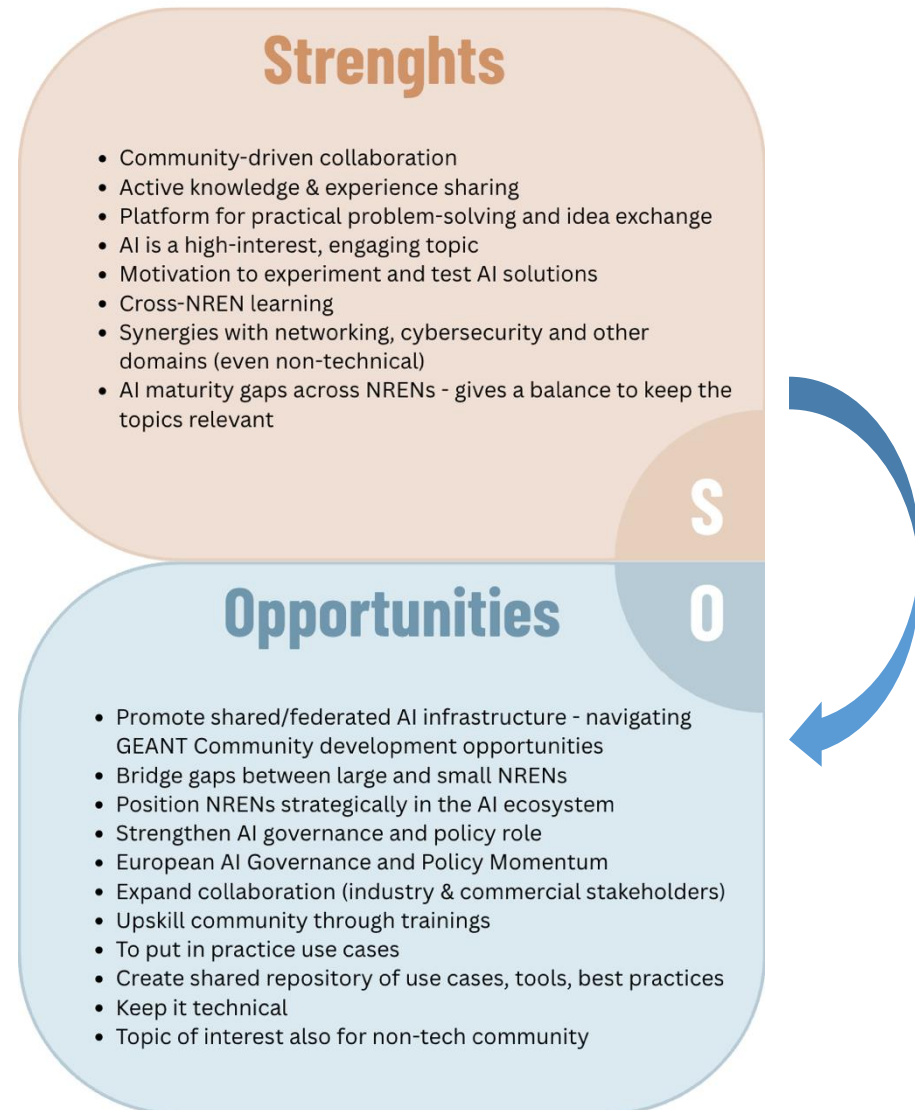 Strenghts
• Community-driven collaboration
• Active knowledge & experience sharing
• Platform for practical problem-solving and idea exchange
• AI is a high-interest, engaging topic
• Motivation to experiment and test AI solutions
• Cross-NREN learning
• Synergies with networking, cybersecurity and other
domains (even non-technical)
• AI maturity gaps across NRENs - gives a balance to keep the
topics relevant
S
O
Opportunities
• Promote shared/federated AI infrastructure - navigating
GEANT Community development opportunities
• Bridge gaps between large and small NRENs
• Position NRENs strategically in the AI ecosystem
• Strengthen AI governance and policy role
• European AI Governance and Policy Momentum
• Expand collaboration (industry & commercial stakeholders)
• Upskill community through trainings
• To put in practice use cases
• Create shared repository of use cases, tools, best practices
• Keep it technical
• Topic of interest also for non-tech community